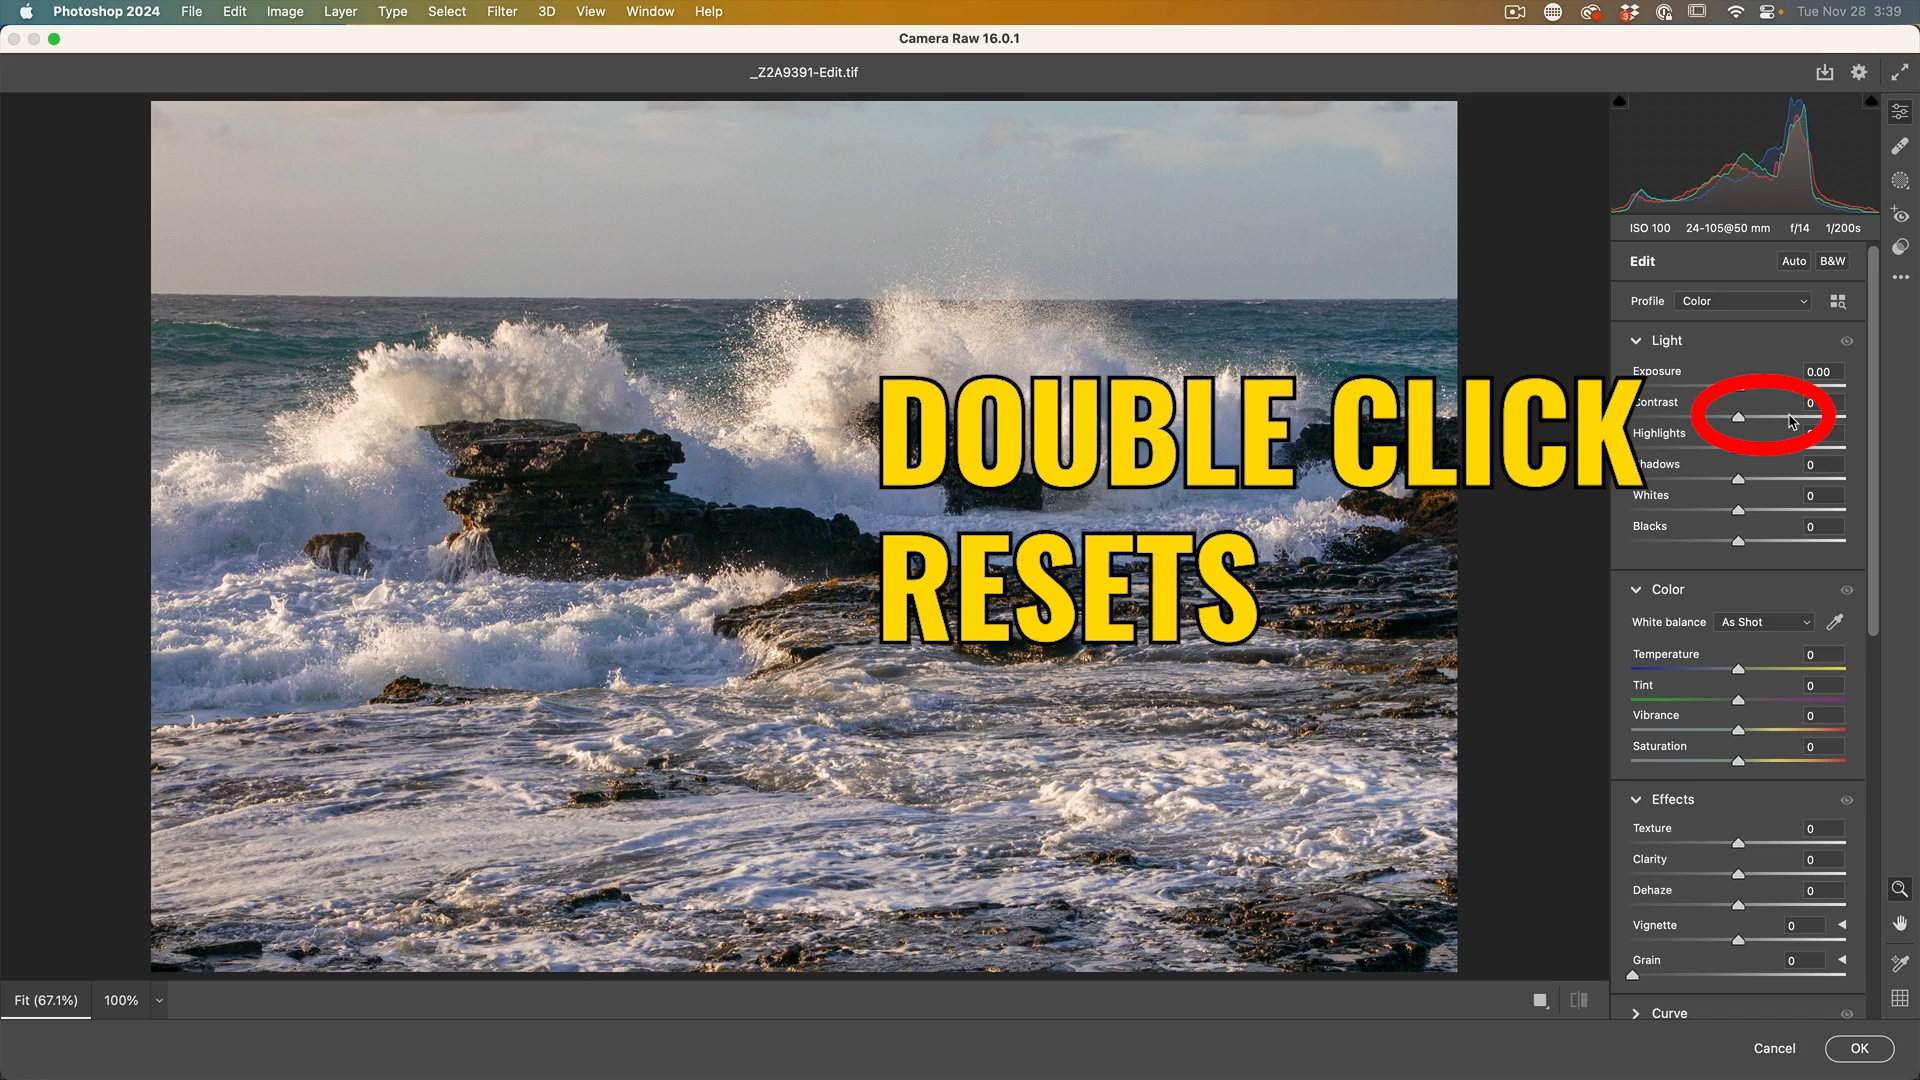 Photoshop 2024 File Edit Image Layer Type Select Filter 3D View Window Help 3 Tue Nov 28 3:39
Camera Raw 16.0.1
_Z2A9391-Edit.tif
ISO 100 24-105@50 mm f/14 1/200s
Edit Auto B&W
Profile Color
Light
Exposure 0.00
Contrast 0
Highlights
Shadows 0
Whites 0
Blacks 0
DOUBLE CLICK
RESETS
Color
White balance As Shot
Temperature 0
Tint 0
Vibrance 0
Saturation 0
Effects
Texture 0
Clarity 0
Dehaze 0
Vignette 0
Grain 0
Curve
Fit (67.1%) 100%
Cancel OK